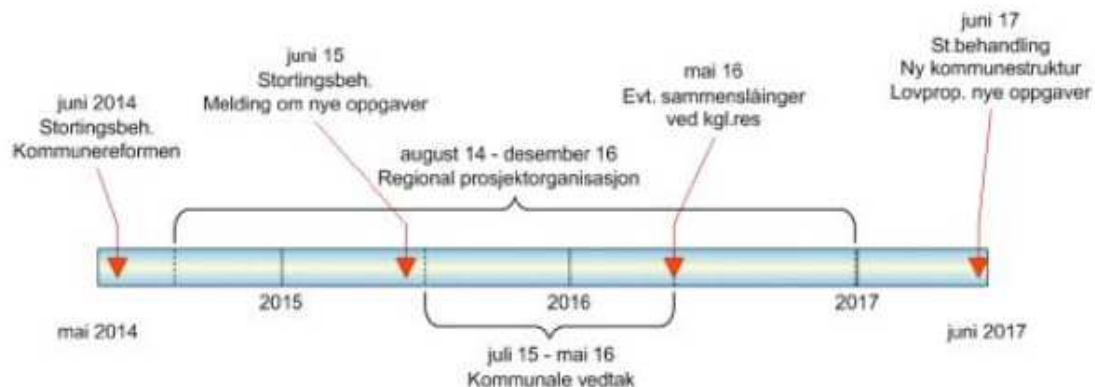 juni 2014
Stortingsbeh.
Kommunereformen
juni 15
Stortingsbeh.
Melding om nye oppgaver
august 14 - desember 16
Regional prosjektorganisasjon
mai 16
Evt. sammenslåinger
ved kgl.res
juni 17
St.behandling
Ny kommunestruktur
Lovprop. nye oppgaver
2015
2016
2017
mai 2014
juni 2017
juli 15 - mai 16
Kommunale vedtak